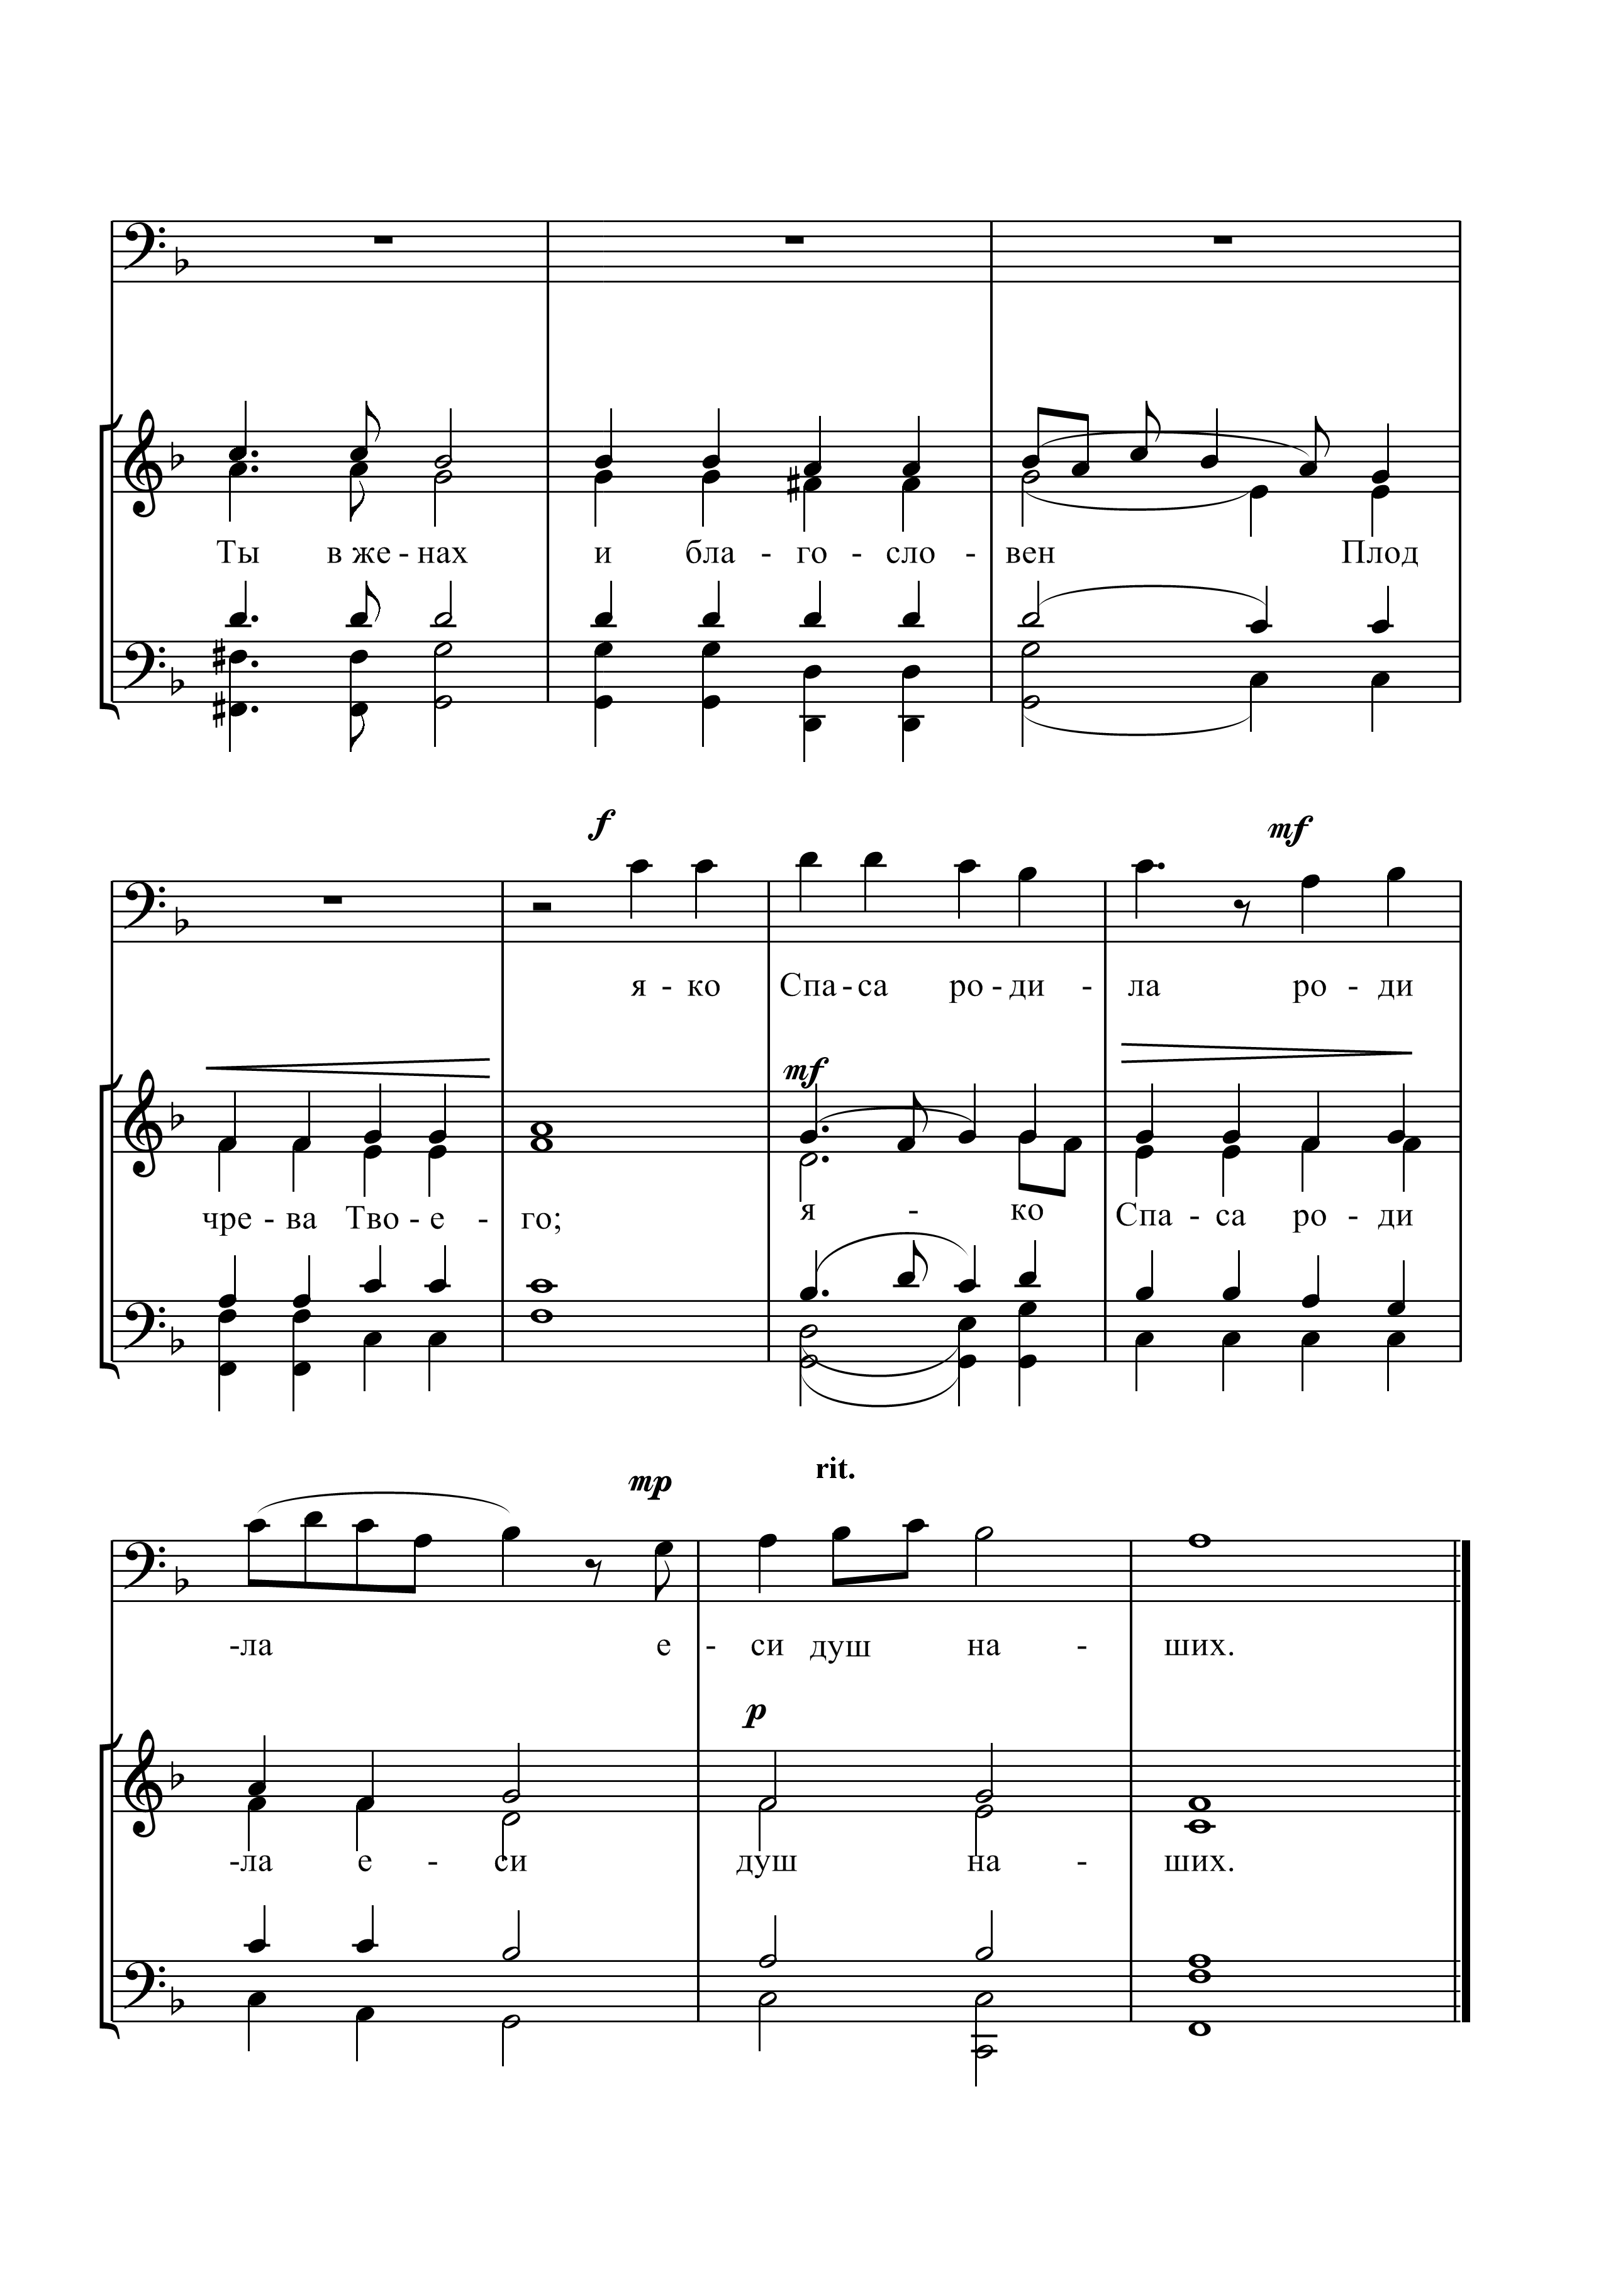 Ты в же - нах и бла - го - сло - вен Плод
f
mf
я - ко Спа - са ро - ди - ла ро - ди
mf
чре - ва Тво - е - го; я - ко Спа - са ро - ди
rit.
mp
-ла е - си душ на - ших.
p
-ла е - си душ на - ших.